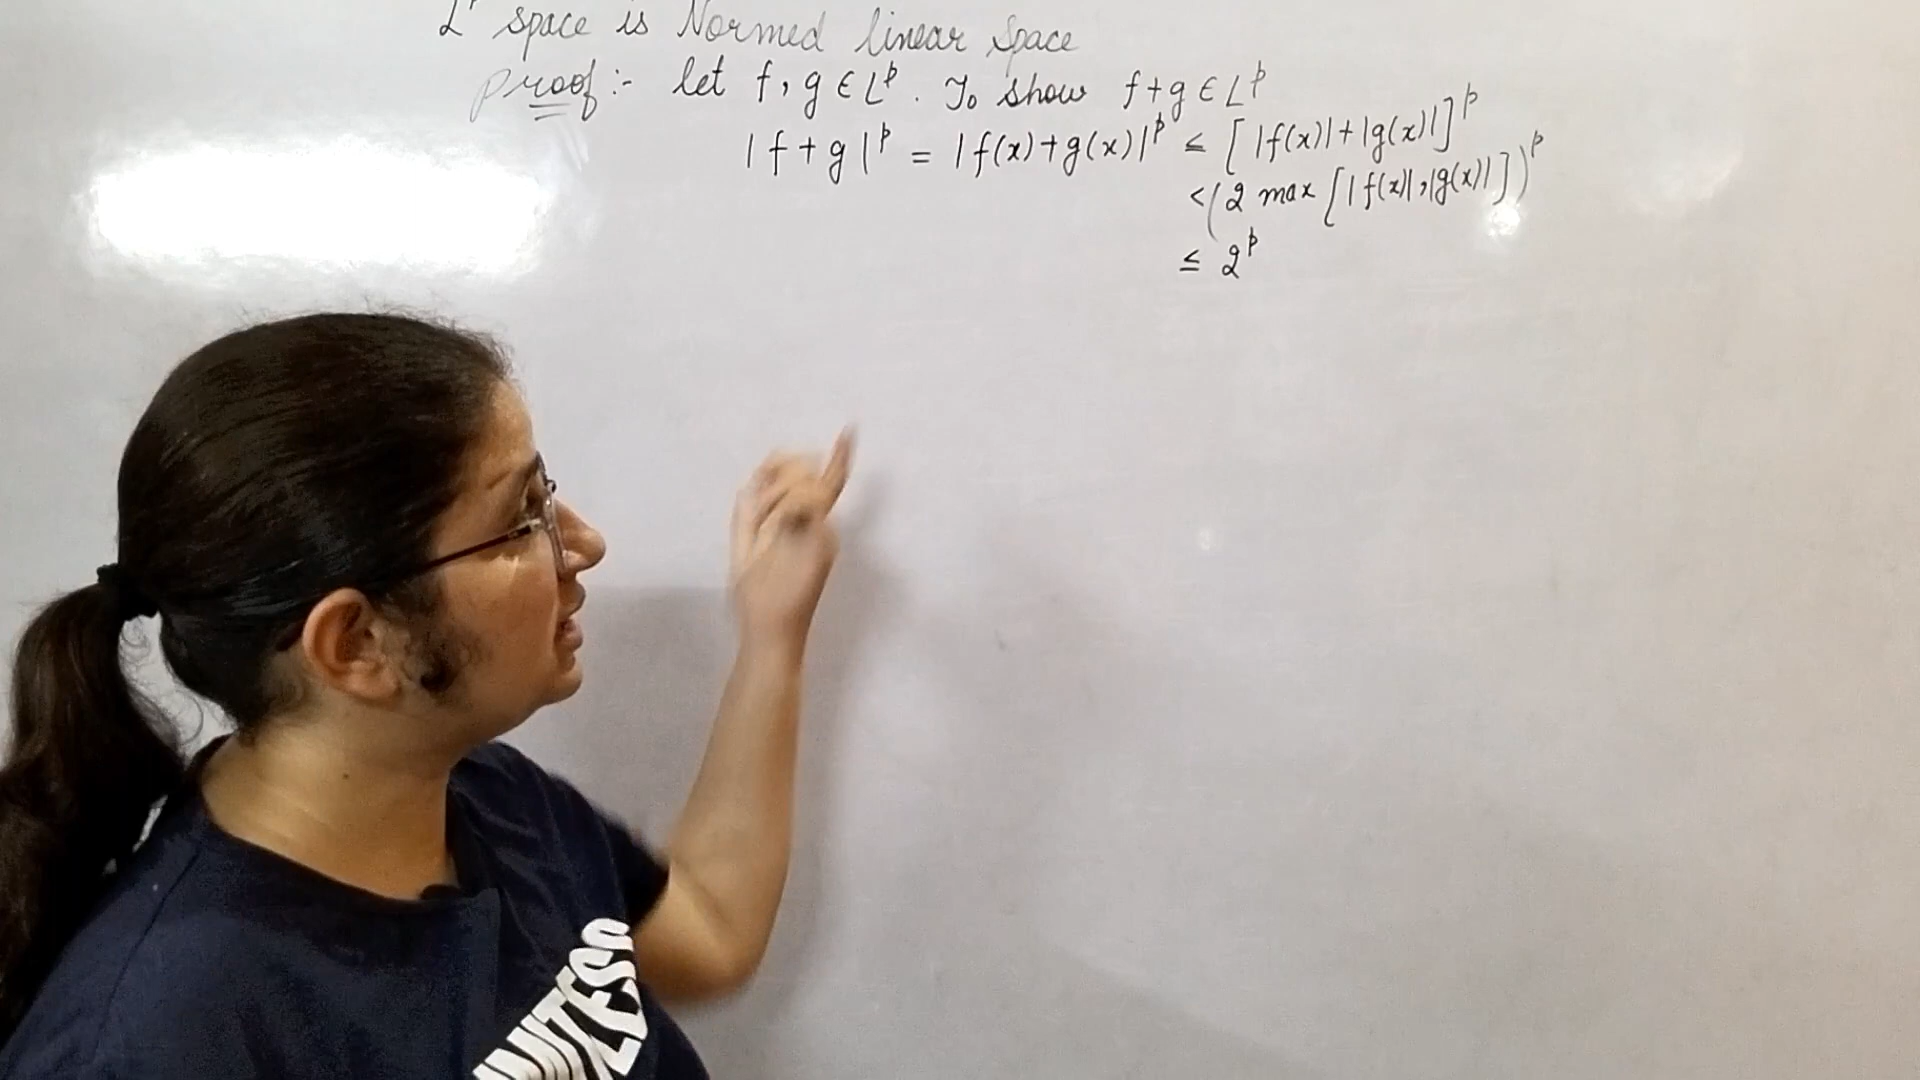 L^p space is Normed linear space
proof:- let f, g ∈ L^p. To show f+g ∈ L^p
|f+g|^p = |f(x)+g(x)|^p ≤ [|f(x)|+|g(x)|]^p
<(2 max [|f(x)|,|g(x)|])^p
≤ 2^p